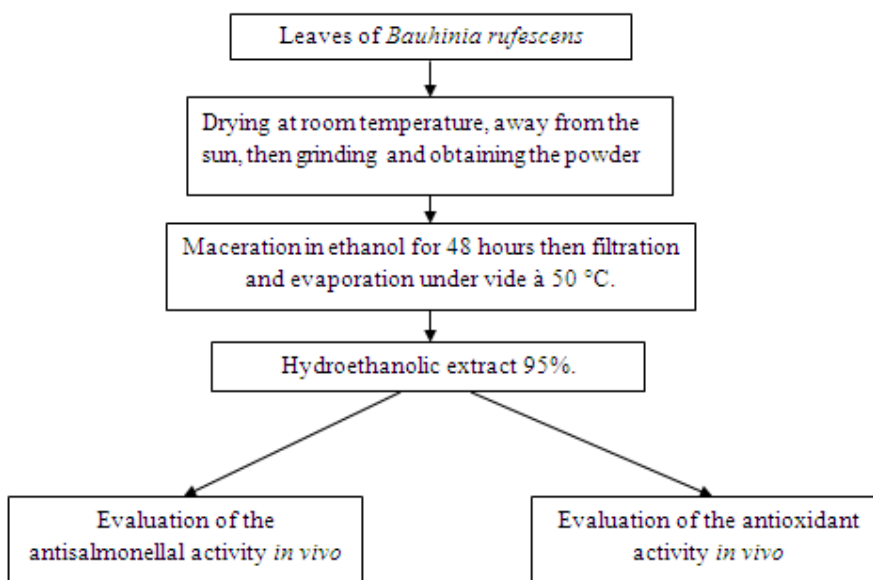 Leaves of Bauhinia rufescens
Drying at room temperature, away from the
sun, then grinding and obtaining the powder
Maceration in ethanol for 48 hours then filtration
and evaporation under vide à 50 °C.
Hydroethanolic extract 95%.
Evaluation of the
antisalmonellal activity in vivo
Evaluation of the antioxidant
activity in vivo